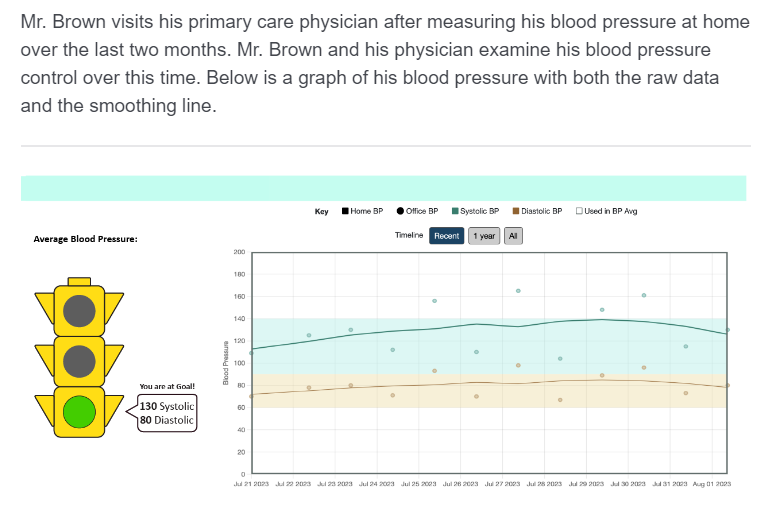 Mr. Brown visits his primary care physician after measuring his blood pressure at home
over the last two months. Mr. Brown and his physician examine his blood pressure
control over this time. Below is a graph of his blood pressure with both the raw data
and the smoothing line.
Key Home BP Office BP Systolic BP Diastolic BP Used in BP Avg
Average Blood Pressure:
Timeline Recent 1 year All
You are at Goal!
130 Systolic
80 Diastolic
Blood Pressure
200
180
160
140
120
100
80
60
40
20
0
Jul 21 2023 Jul 22 2023 Jul 23 2023 Jul 24 2023 Jul 25 2023 Jul 26 2023 Jul 27 2023 Jul 28 2023 Jul 29 2023 Jul 30 2023 Jul 31 2023 Aug 01 2023